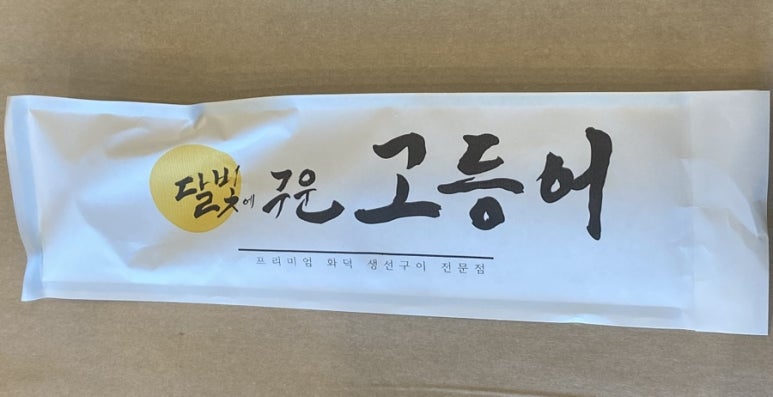 달빛에 구운 고등어
프리미엄 화덕 생선구이 전문점